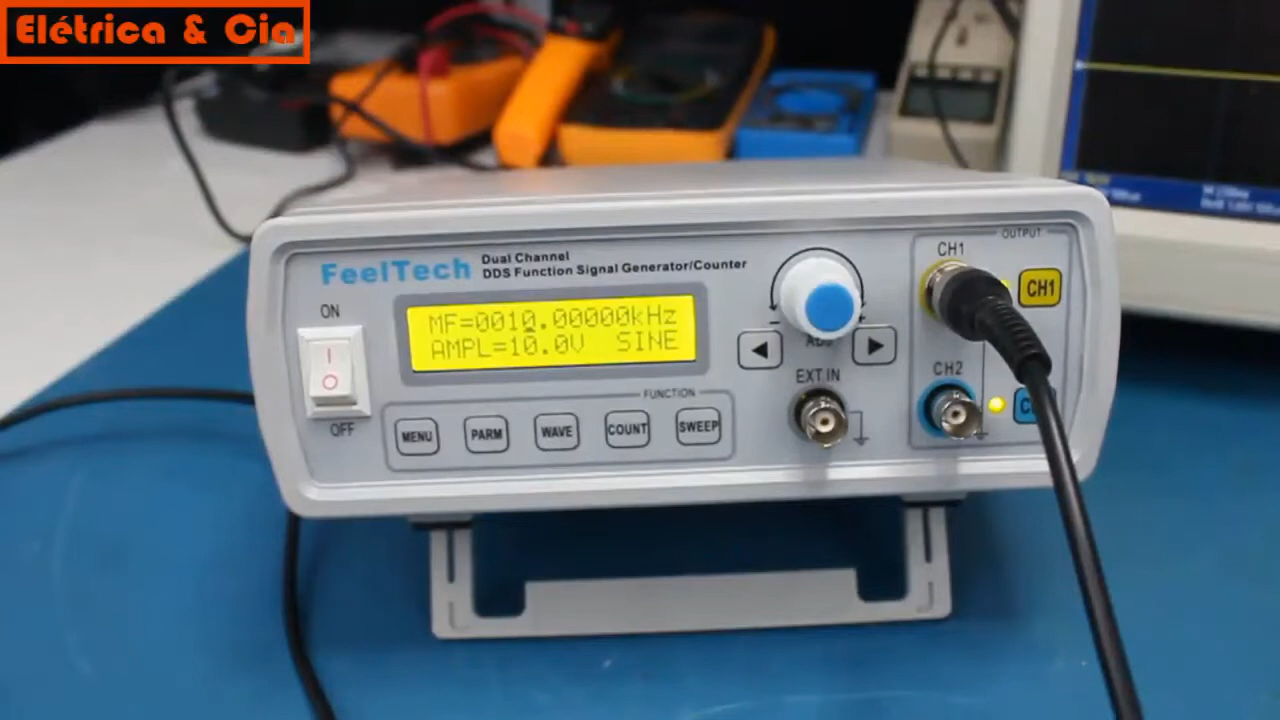 Elétrica & Cia
OUTPUT
CH1
CH1
FeelTech
Dual Channel
DDS Function Signal Generator/Counter
ON
MF=0010.00000kHz
AMPL=10.0V SINE
EXT IN
CH2
OFF
FUNCTION
MENU
PARM
WAVE
COUNT
SWEEP